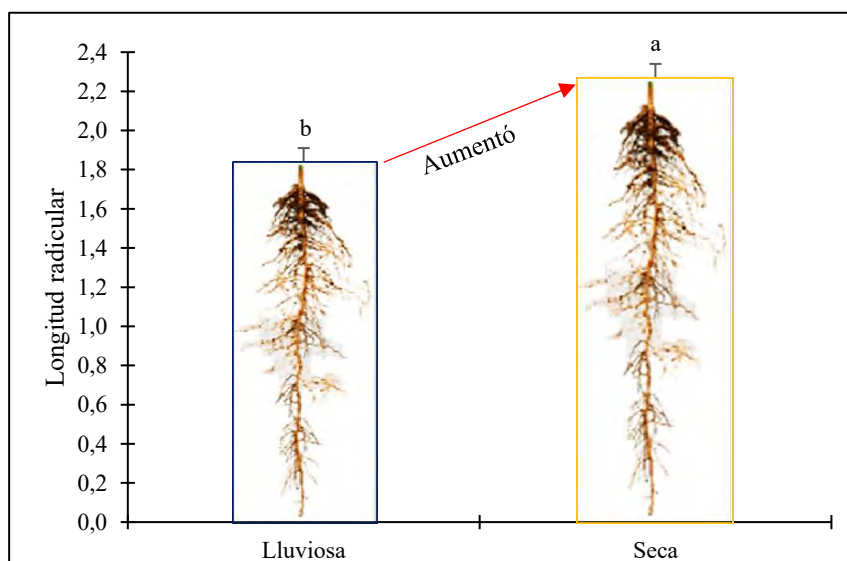 Longitud radicular
2,4
2,2
2,0
1,8
1,6
1,4
1,2
1,0
0,8
0,6
0,4
0,2
0,0
b
a
Aumentó
Lluviosa
Seca